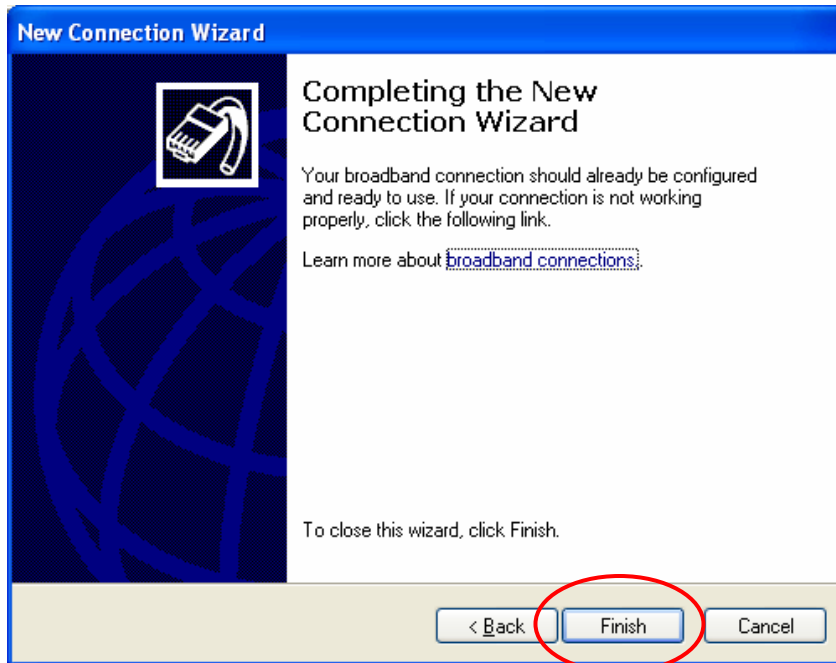 New Connection Wizard
Completing the New
Connection Wizard
Your broadband connection should already be configured
and ready to use. If your connection is not working
properly, click the following link.
Learn more about broadband connections.
To close this wizard, click Finish.
< Back
Finish
Cancel